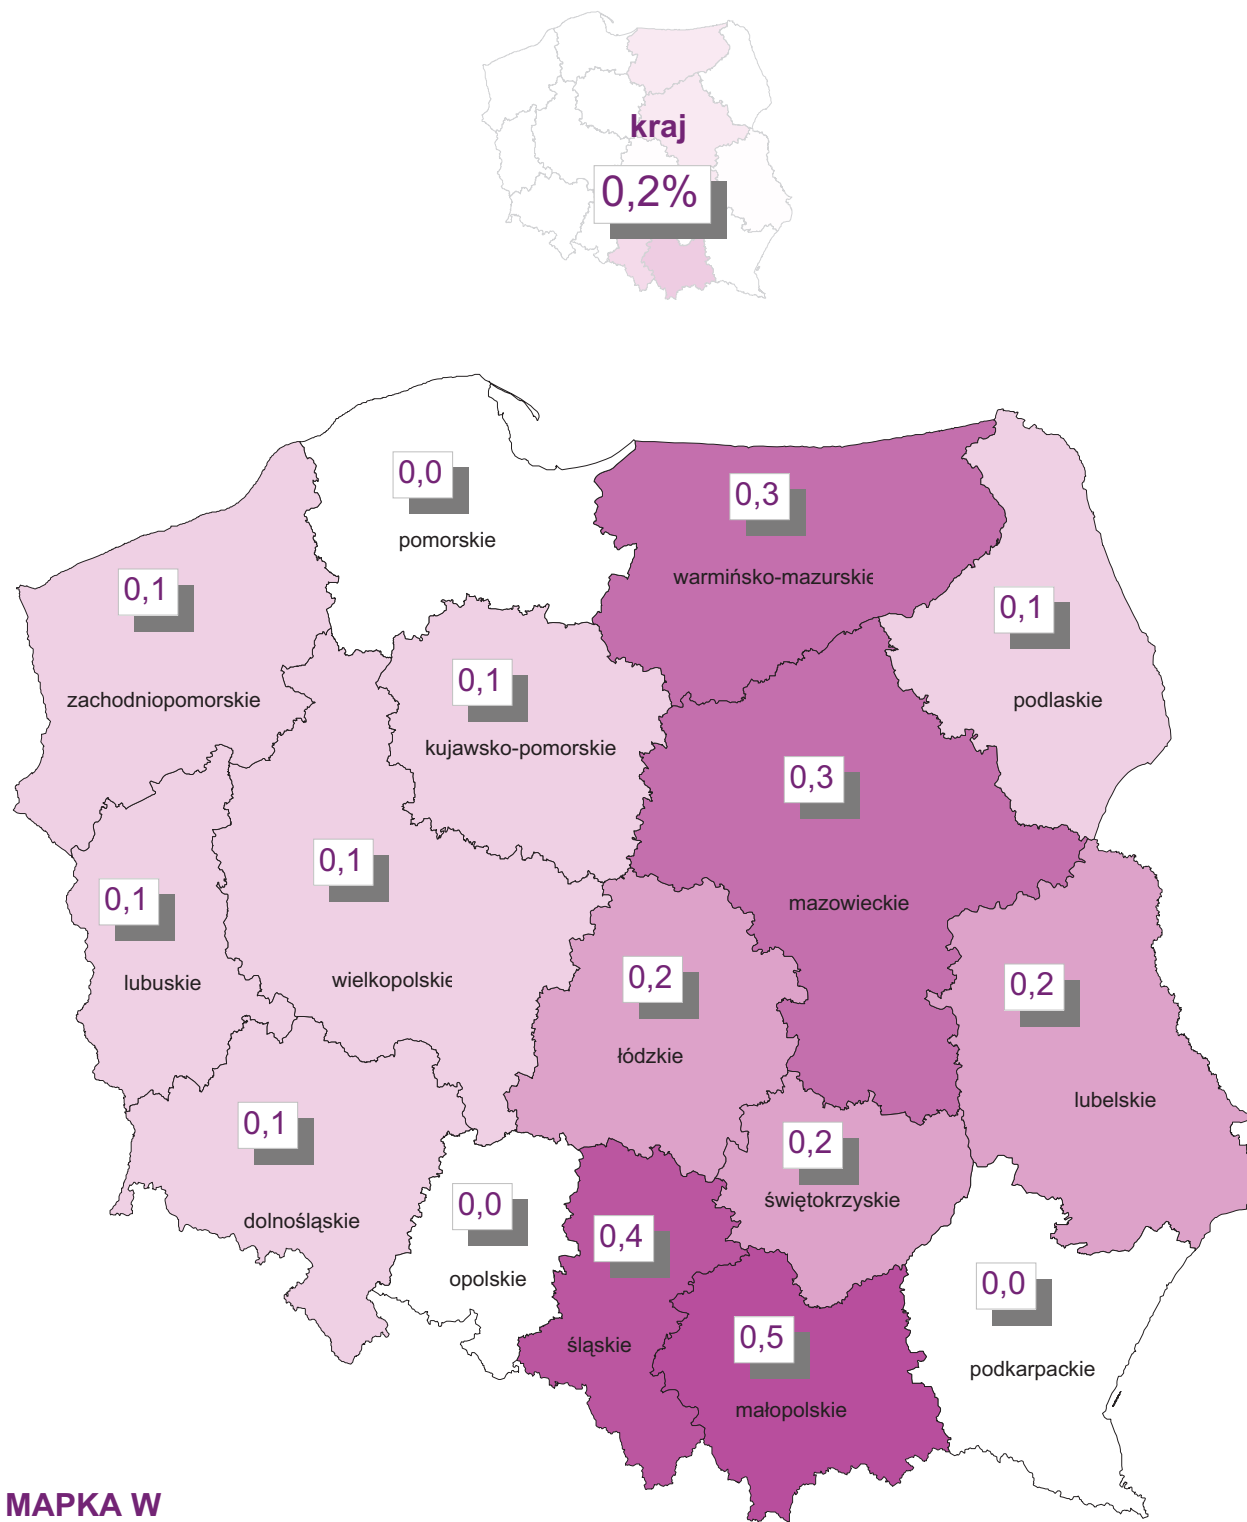 kraj
0,2%
0,0
pomorskie
0,3
warmińsko-mazurskie
0,1
zachodniopomorskie
0,1
podlaskie
0,1
kujawsko-pomorskie
0,3
mazowieckie
0,1
wielkopolskie
0,1
lubuskie
0,2
łódzkie
0,2
lubelskie
0,1
dolnośląskie
0,2
świętokrzyskie
0,0
opolskie
0,4
śląskie
0,0
podkarpackie
0,5
małopolskie
MAPKA W